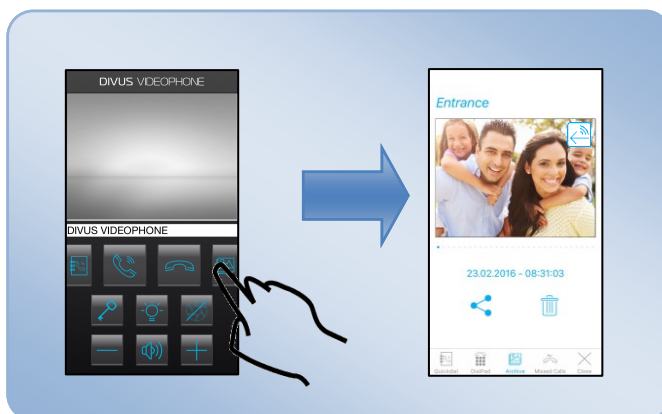 DIVUS VIDEOPHONE
DIVUS VIDEOPHONE
Entrance
23.02.2016 - 08:31:03
Quickdial DialPad Archive Missed Calls Close